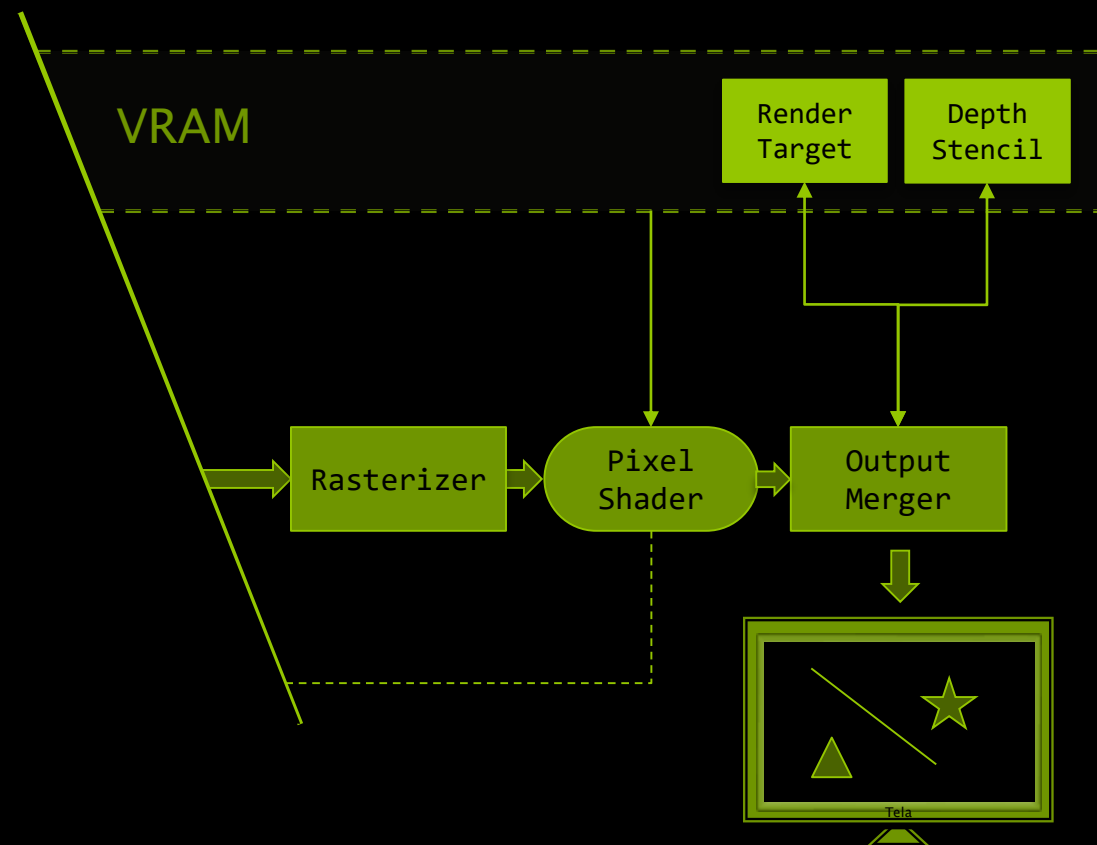 VRAM
Render
Target
Depth
Stencil
Rasterizer
Pixel
Shader
Output
Merger
Tela